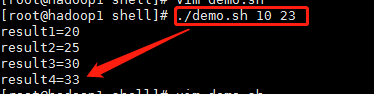 [root@hadoop1 shell]# vim demo.sh
[root@hadoop1 shell]# ./demo.sh 10 23
result1=20
result2=25
result3=30
result4=33
[root@hadoop1 shell]# vim demo.sh